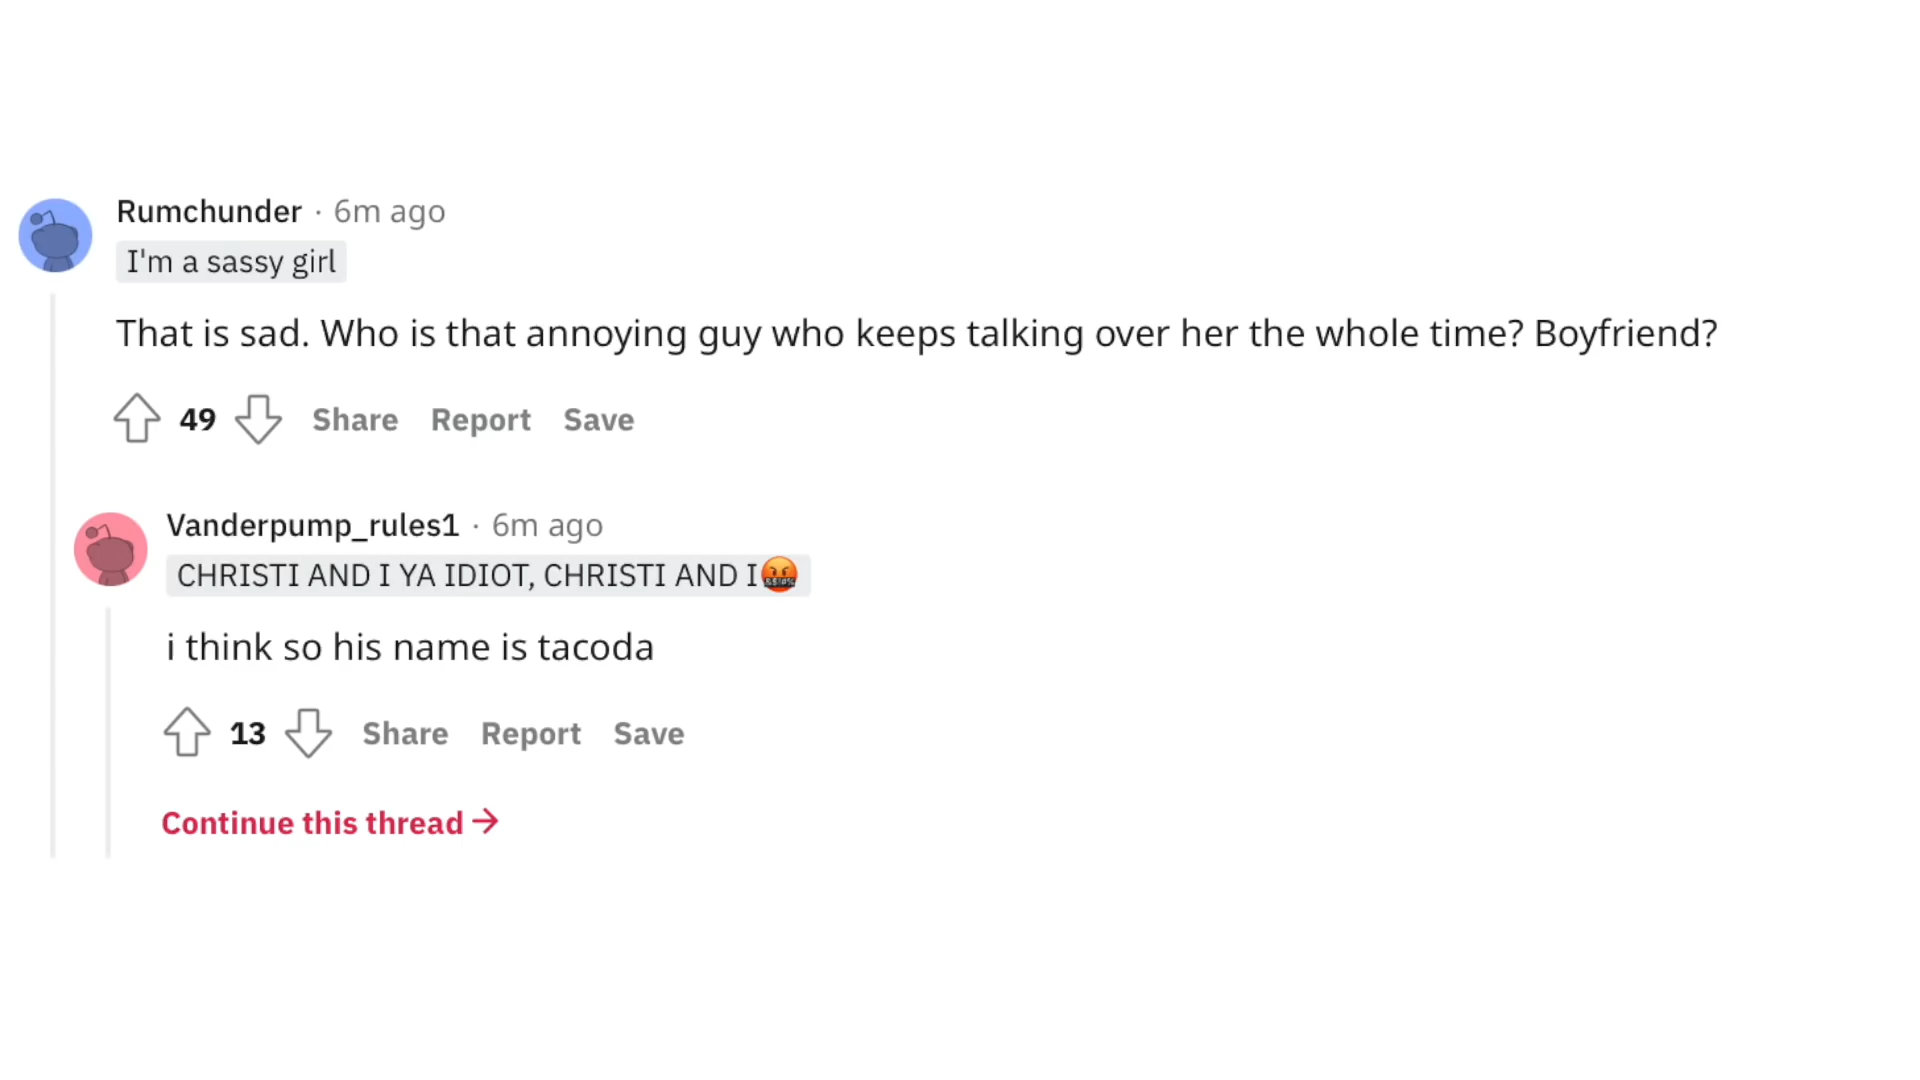 Rumchunder · 6m ago
I'm a sassy girl
That is sad. Who is that annoying guy who keeps talking over her the whole time? Boyfriend?
49 Share Report Save
Vanderpump_rules1 · 6m ago
CHRISTI AND I YA IDIOT, CHRISTI AND I🤬
i think so his name is tacoda
13 Share Report Save
Continue this thread →